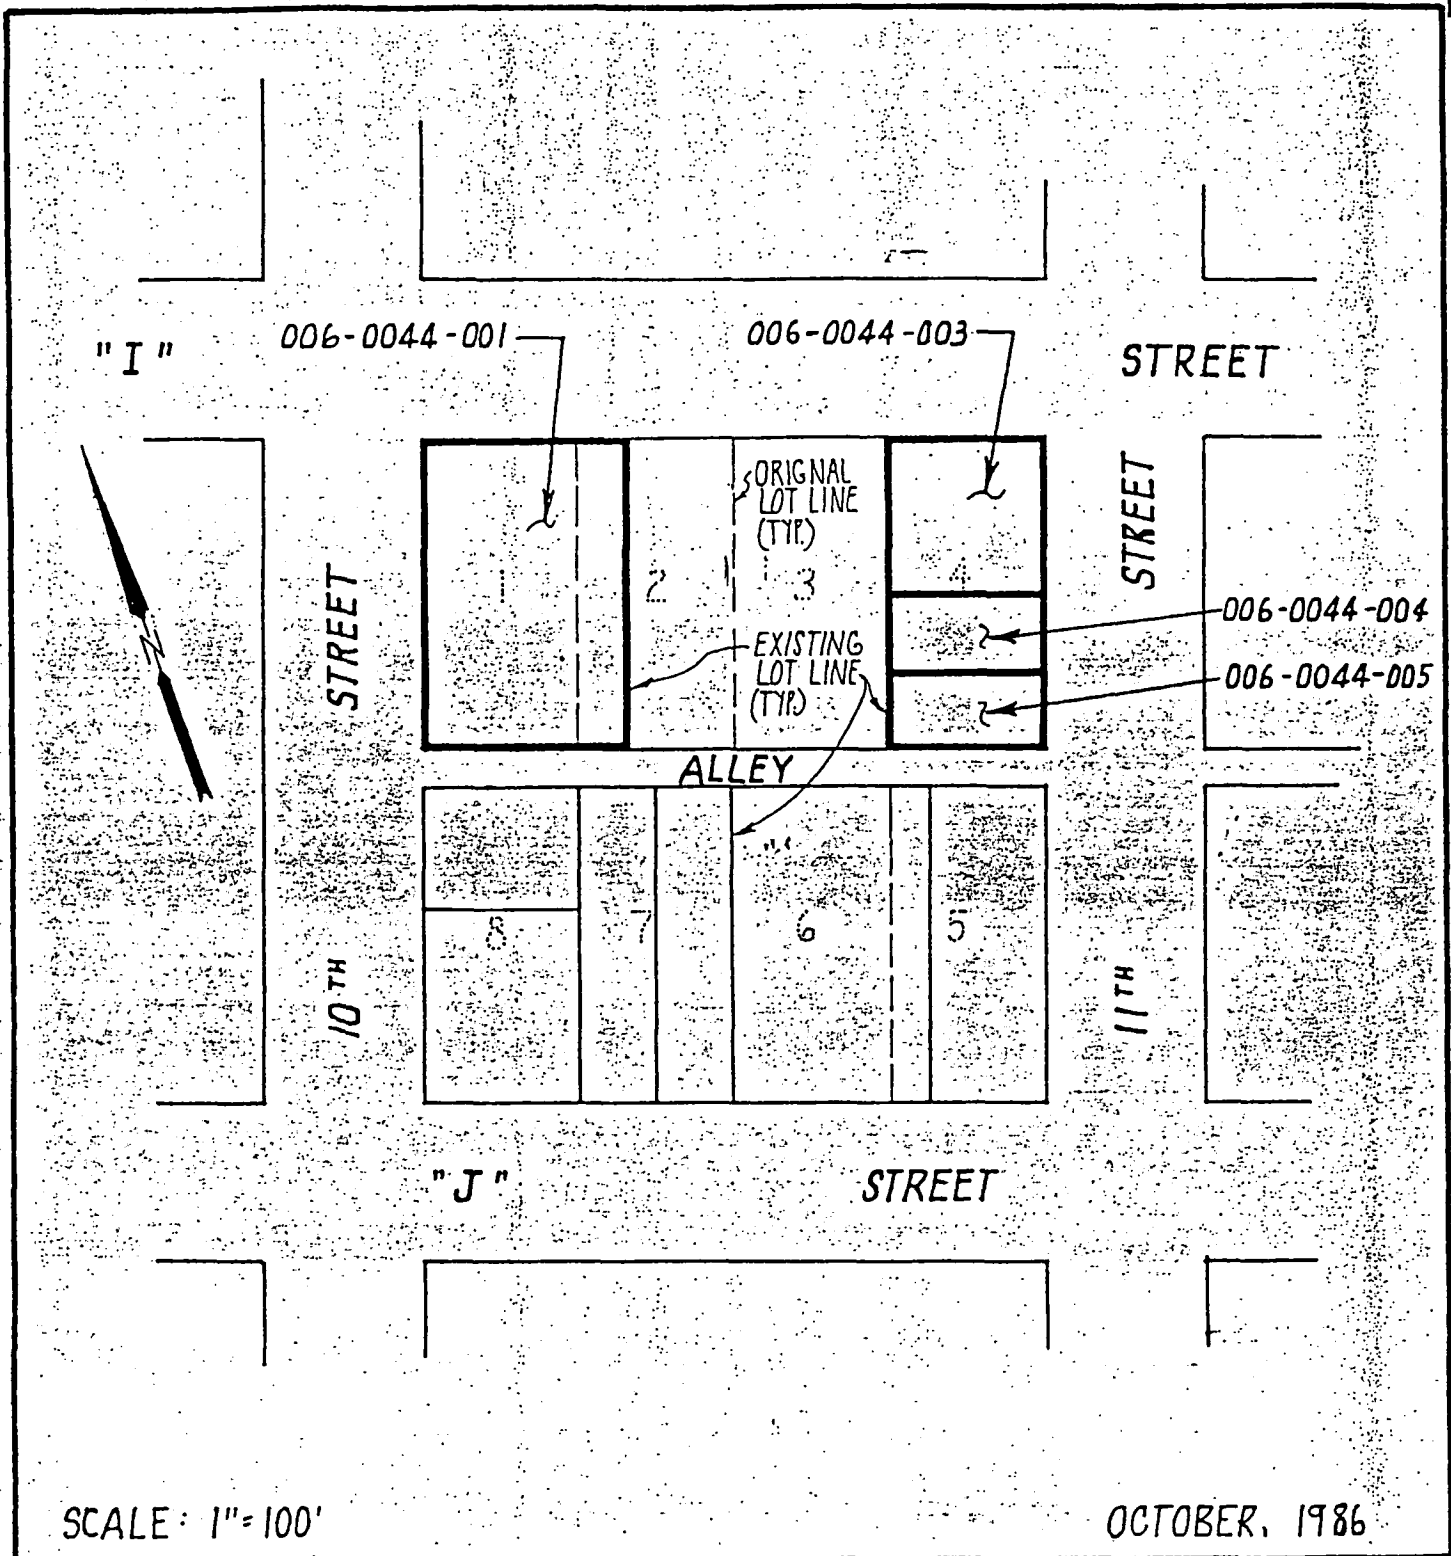 006-0044-001
006-0044-003
"I"
STREET
ORIGNAL
LOT LINE
(TYP.)
STREET
STREET
1
2
3
4
006-0044-004
EXISTING
LOT LINE
(TYP.)
006-0044-005
N
ALLEY
8
7
6
5
10TH
11TH
"J"
STREET
SCALE: 1"=100'
OCTOBER, 1986